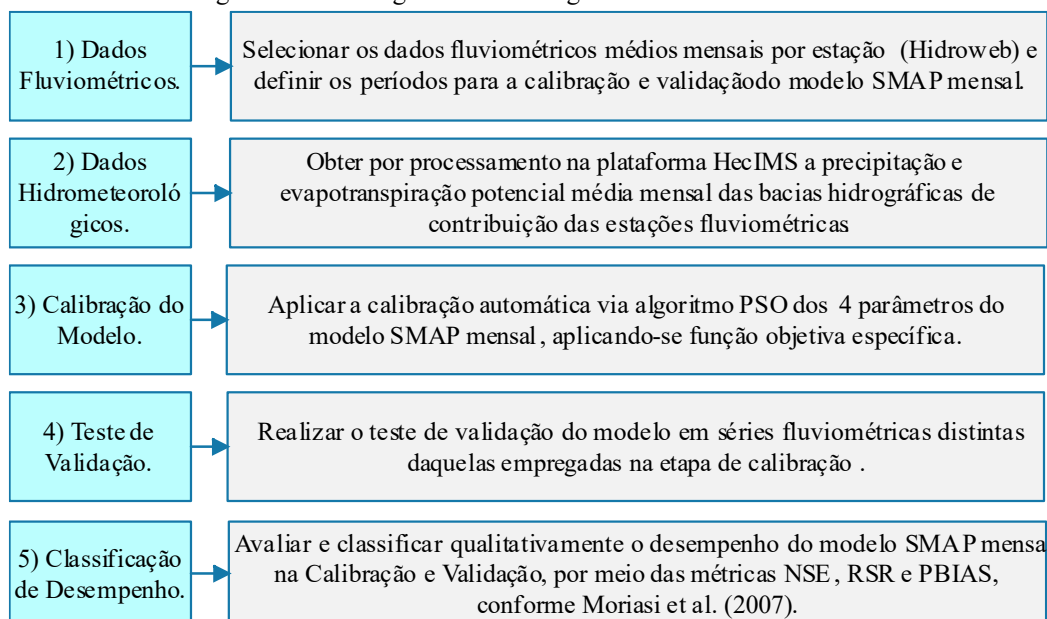 1) Dados
Fluviométricos.
Selecionar os dados fluviométricos médios mensais por estação (Hidroweb) e
definir os períodos para a calibração e validaçãodo modelo SMAP mensal.
2) Dados
Hidrometeoroló
gicos.
Obter por processamento na plataforma HecIMS a precipitação e
evapotranspiração potencial média mensal das bacias hidrográficas de
contribuição das estações fluviométricas
3) Calibração do
Modelo.
Aplicar a calibração automática via algoritmo PSO dos 4 parâmetros do
modelo SMAP mensal, aplicando-se função objetiva específica.
4) Teste de
Validação.
Realizar o teste de validação do modelo em séries fluviométricas distintas
daquelas empregadas na etapa de calibração .
5) Classificação
de Desempenho.
Avaliar e classificar qualitativamente o desempenho do modelo SMAP mensa
na Calibração e Validação, por meio das métricas NSE, RSR e PBIAS,
conforme Moriasi et al. (2007).